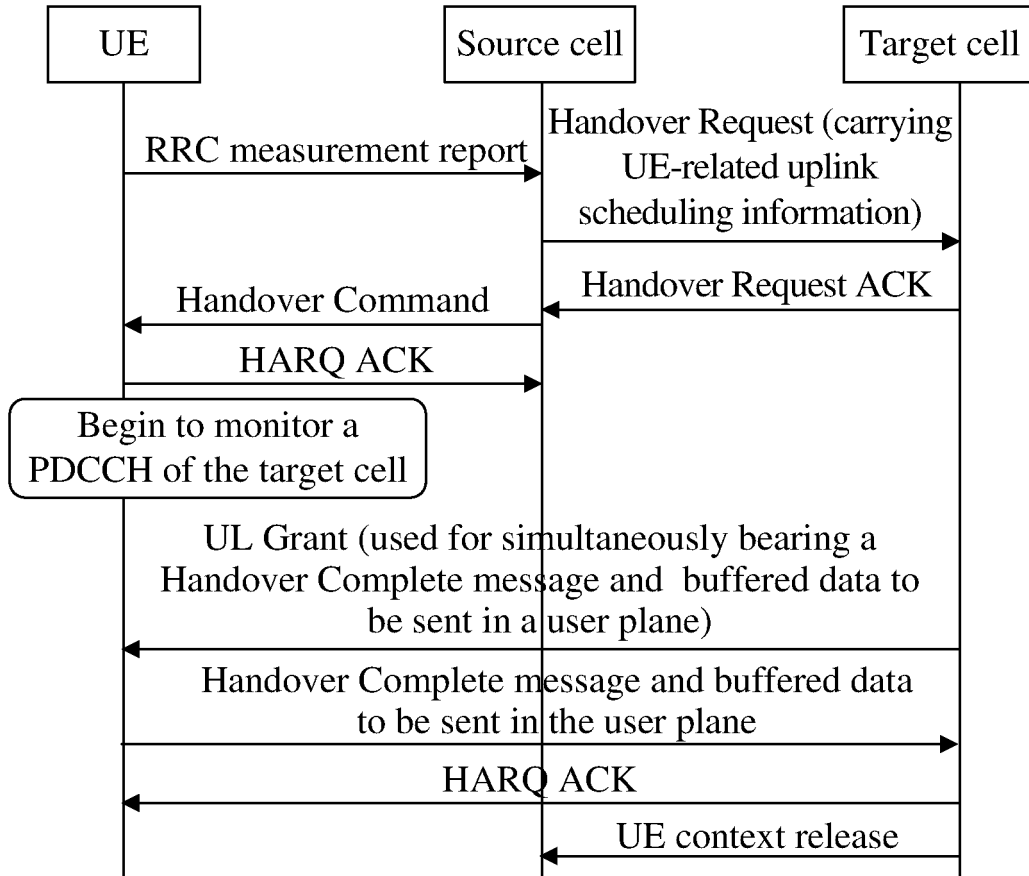 UE
Source cell
Target cell
RRC measurement report
Handover Request (carrying
UE-related uplink
scheduling information)
Handover Request ACK
Handover Command
HARQ ACK
Begin to monitor a
PDCCH of the target cell
UL Grant (used for simultaneously bearing a
Handover Complete message and buffered data to
be sent in a user plane)
Handover Complete message and buffered data
to be sent in the user plane
HARQ ACK
UE context release